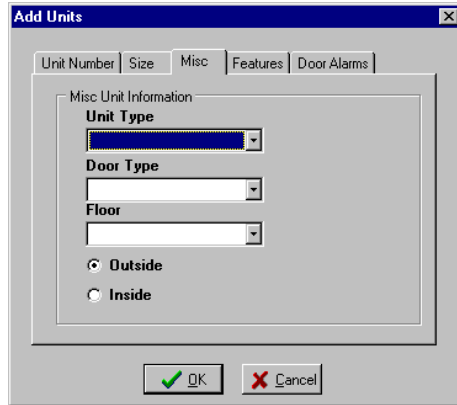 Add Units
Unit Number Size Misc Features Door Alarms
Misc Unit Information
Unit Type
Door Type
Floor
Outside
Inside
OK Cancel